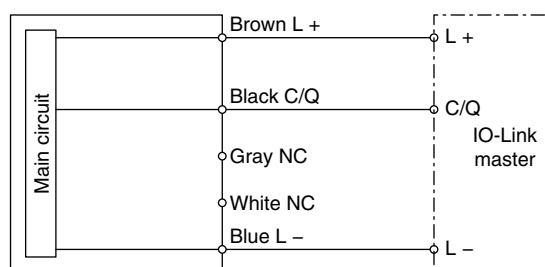 Brown L +
L +
Black C/Q
C/Q
Main circuit
IO-Link
master
Gray NC
White NC
Blue L −
L −